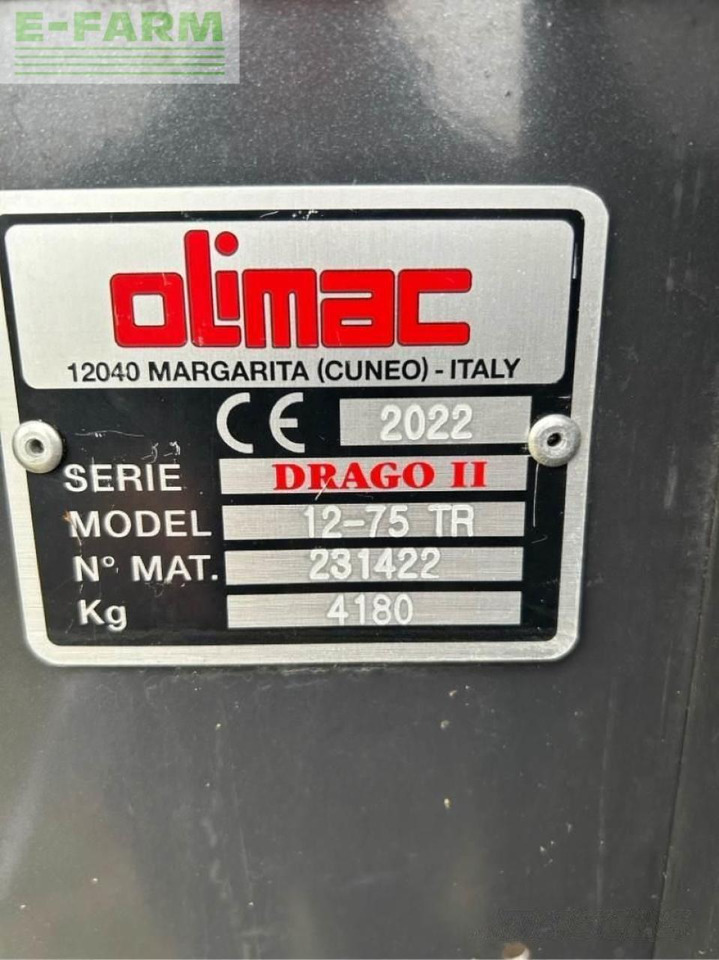 E-FARM
olimac
12040 MARGARITA (CUNEO) - ITALY
CE 2022
SERIE DRAGO II
MODEL 12-75 TR
N° MAT. 231422
Kg 4180